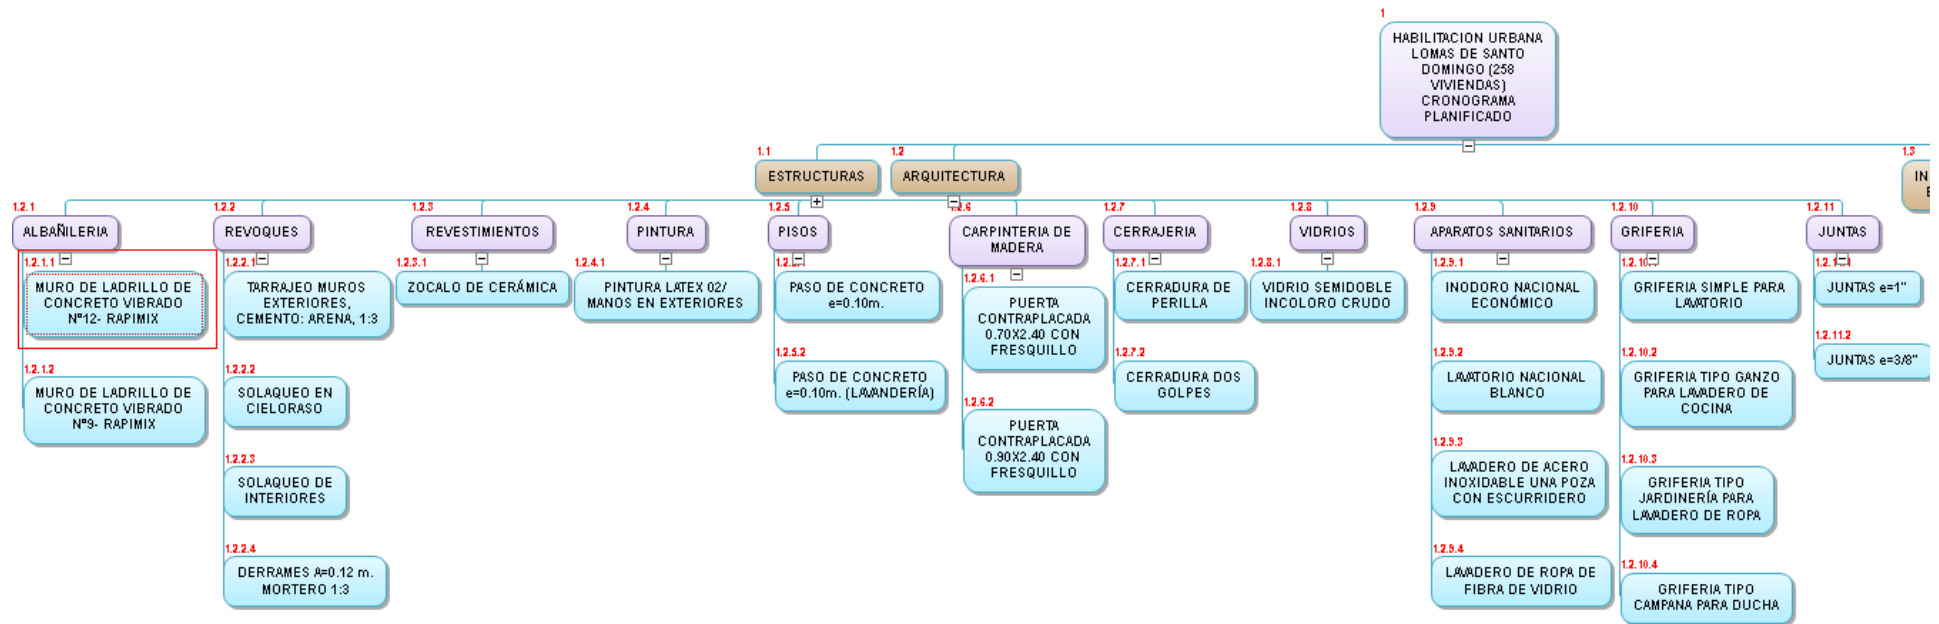 1
HABILITACION URBANA
LOMAS DE SANTO
DOMINGO (258
VIVIENDAS)
CRONOGRAMA
PLANIFICADO
1.1
ESTRUCTURAS
1.2
ARQUITECTURA
1.3
IN
1.2.1
ALBAÑILERIA
1.2.1.1
MURO DE LADRILLO DE
CONCRETO VIBRADO
Nº12- RAPIMIX
1.2.1.2
MURO DE LADRILLO DE
CONCRETO VIBRADO
Nº9- RAPIMIX
1.2.2
REVOQUES
1.2.2.1
TARRAJEO MUROS
EXTERIORES,
CEMENTO: ARENA, 1:3
1.2.2.2
SOLAQUEO EN
CIELORASO
1.2.2.3
SOLAQUEO DE
INTERIORES
1.2.2.4
DERRAMES A=0.12 m.
MORTERO 1:3
1.2.3
REVESTIMIENTOS
1.2.3.1
ZOCALO DE CERÁMICA
1.2.4
PINTURA
1.2.4.1
PINTURA LATEX 02/
MANOS EN EXTERIORES
1.2.5
PISOS
PASO DE CONCRETO
e=0.10m.
1.2.5.2
PASO DE CONCRETO
e=0.10m. (LAVANDERÍA)
1.2.6
CARPINTERIA DE
MADERA
1.2.6.1
PUERTA
CONTRAPLACADA
0.70X2.40 CON
FRESQUILLO
1.2.6.2
PUERTA
CONTRAPLACADA
0.90X2.40 CON
FRESQUILLO
1.2.7
CERRAJERIA
1.2.7.1
CERRADURA DE
PERILLA
1.2.7.2
CERRADURA DOS
GOLPES
1.2.8
VIDRIOS
1.2.8.1
VIDRIO SEMIDOBLE
INCOLORO CRUDO
1.2.9
APARATOS SANITARIOS
1.2.9.1
INODORO NACIONAL
ECONÓMICO
1.2.9.2
LAVATORIO NACIONAL
BLANCO
1.2.9.3
LAVADERO DE ACERO
INOXIDABLE UNA POZA
CON ESCURRIDERO
1.2.9.4
LAVADERO DE ROPA DE
FIBRA DE VIDRIO
1.2.10
GRIFERIA
GRIFERIA SIMPLE PARA
LAVATORIO
1.2.10.2
GRIFERIA TIPO GANZO
PARA LAVADERO DE
COCINA
1.2.10.3
GRIFERIA TIPO
JARDINERÍA PARA
LAVADERO DE ROPA
1.2.10.4
GRIFERIA TIPO
CAMPANA PARA DUCHA
1.2.11
JUNTAS
JUNTAS e=1"
1.2.11.2
JUNTAS e=3/8"